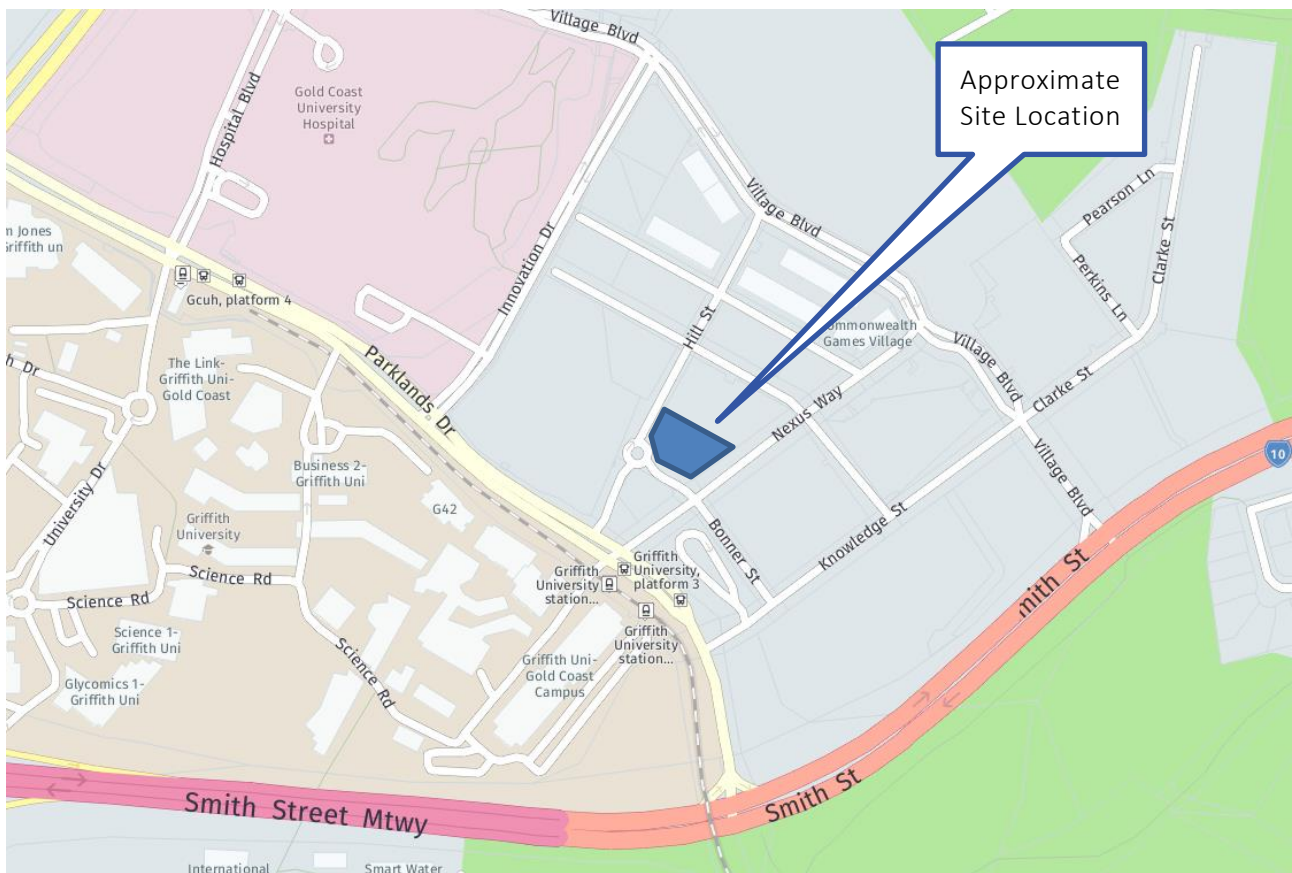 Village Blvd
Approximate
Site Location
Hospital Blvd
Gold Coast
University
Hospital
Pearson Ln
Village Blvd
Clarke St
Perkins Ln
m Jones
Griffith un
Innovation Dr
Gcuh, platform 4
Hill St
ommonwealth
Games Village
Village Blvd
Clarke St
The Link-
Griffith Uni-
Gold Coast
h Dr
Parklands Dr
Nexus Way
Village Blvd
10
Business 2-
Griffith Uni
University Dr
G42
Griffith
University
Bonner St
Knowledge St
Science Rd
Griffith
University
station...
Griffith
University,
platform 3
mith St
Science Rd
Science 1-
Griffith Uni
Griffith
University
station...
Science Rd
Griffith Uni-
Gold Coast
Campus
Glycomics 1-
Griffith Uni
Smith Street Mtwy
Smith St
International
Smart Water